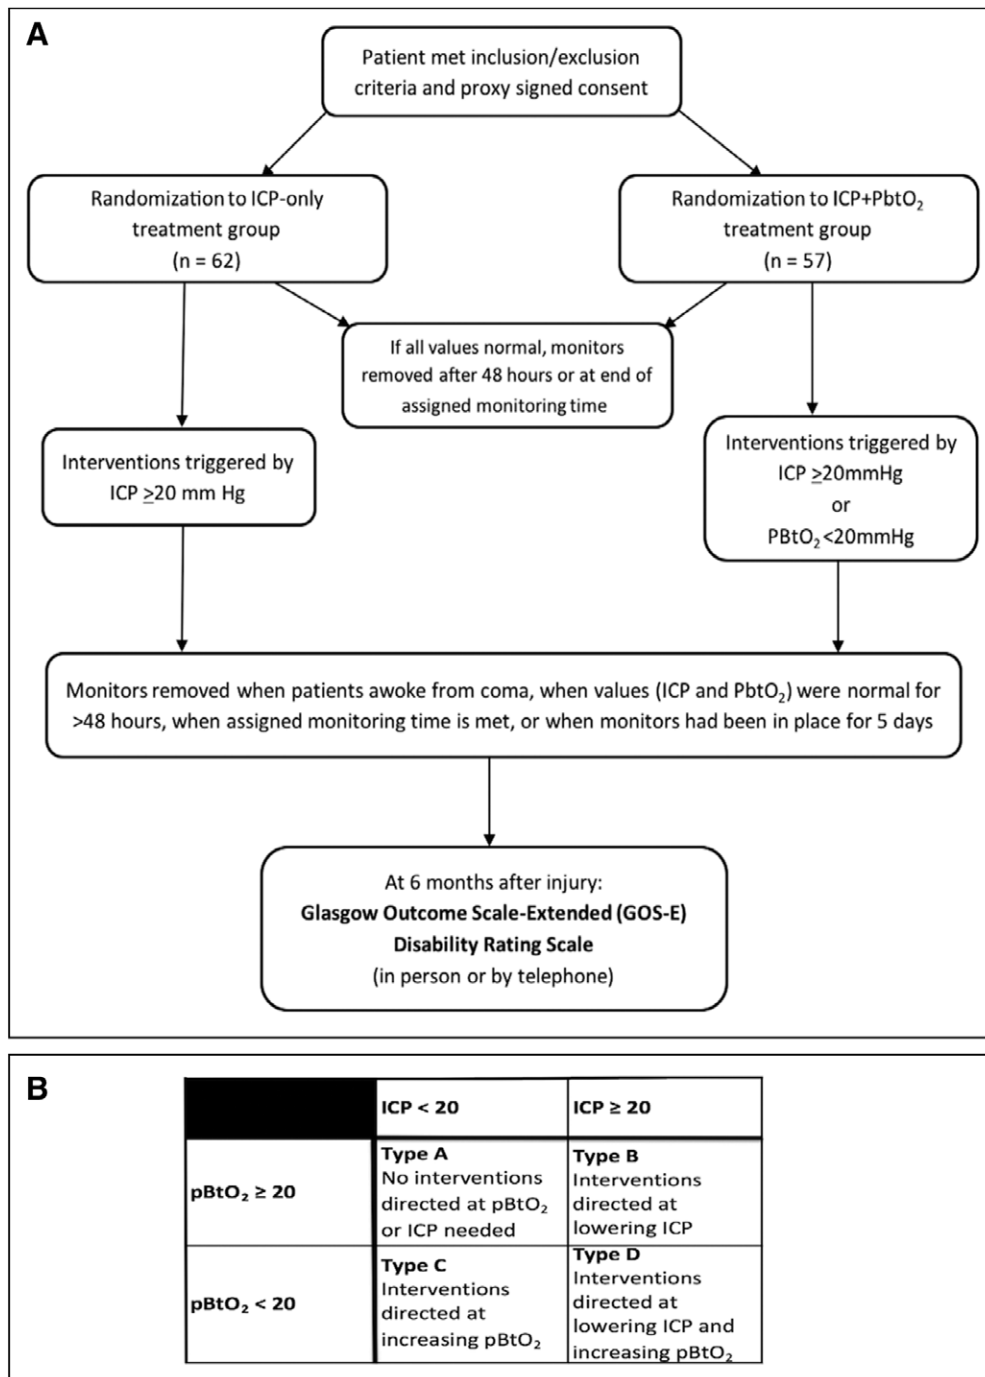 A
Patient met inclusion/exclusion
criteria and proxy signed consent
Randomization to ICP-only
treatment group
(n = 62)
Randomization to ICP+PbtO₂
treatment group
(n = 57)
If all values normal, monitors
removed after 48 hours or at end of
assigned monitoring time
Interventions triggered by
ICP ≥20 mm Hg
Interventions triggered by
ICP ≥20mmHg
or
PBtO₂ <20mmHg
Monitors removed when patients awoke from coma, when values (ICP and PbtO₂) were normal for
>48 hours, when assigned monitoring time is met, or when monitors had been in place for 5 days
At 6 months after injury:
Glasgow Outcome Scale-Extended (GOS-E)
Disability Rating Scale
(in person or by telephone)
B
ICP < 20
ICP ≥ 20
pBtO₂ ≥ 20
Type A
No interventions
directed at pBtO₂
or ICP needed
Type B
Interventions
directed at
lowering ICP
pBtO₂ < 20
Type C
Interventions
directed at
increasing pBtO₂
Type D
Interventions
directed at
lowering ICP and
increasing pBtO₂